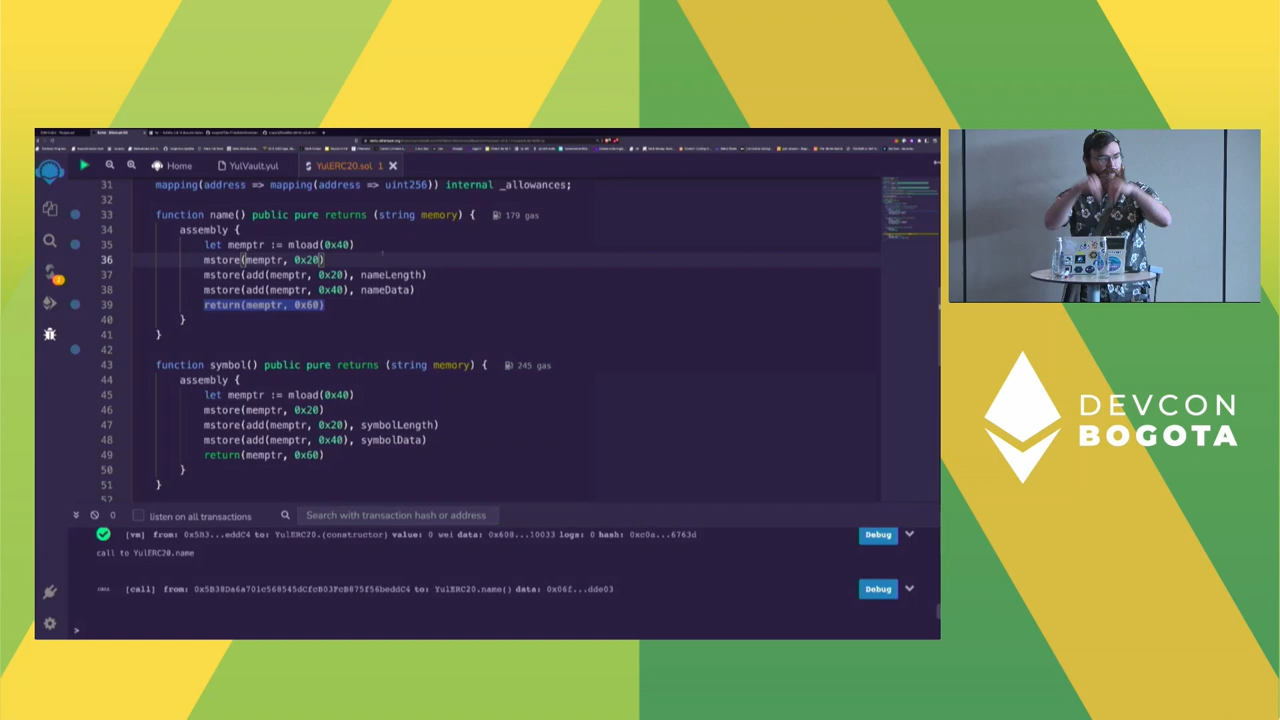 Home
YulVault.yul
YulERC20.sol 1
31 mapping(address => mapping(address => uint256)) internal _allowances;
32
33 function name() public pure returns (string memory) { 179 gas
34 assembly {
35 let memptr := mload(0x40)
36 mstore(memptr, 0x20)
37 mstore(add(memptr, 0x20), nameLength)
38 mstore(add(memptr, 0x40), nameData)
39 return(memptr, 0x60)
40 }
41 }
42
43 function symbol() public pure returns (string memory) { 245 gas
44 assembly {
45 let memptr := mload(0x40)
46 mstore(memptr, 0x20)
47 mstore(add(memptr, 0x20), symbolLength)
48 mstore(add(memptr, 0x40), symbolData)
49 return(memptr, 0x60)
50 }
51 }
52
2
0 listen on all transactions Search with transaction hash or address
[vm] from: 0x5B3...eddC4 to: YulERC20.(constructor) value: 0 wei data: 0x608...10033 logs: 0 hash: 0xc0a...6763d Debug
call to YulERC20.name
[call] from: 0x5B38Da6a701c568545dCfcB03FcB875f56beddC4 to: YulERC20.name() data: 0x06f...dde03 Debug
>
DEVCON
BOGOTA